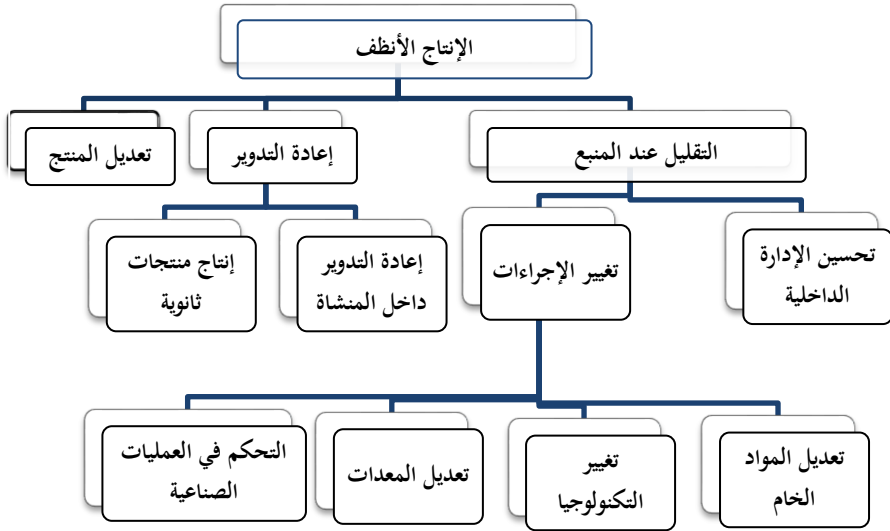 الإنتاج الأنظف
التقليل عند المنبع
إعادة التدوير
تعديل المنتج
تحسين الإدارة
الداخلية
تغيير الإجراءات
إعادة التدوير
داخل المنشاة
إنتاج منتجات
ثانوية
تعديل المواد
الخام
تغيير
التكنولوجيا
تعديل المعدات
التحكم في العمليات
الصناعية